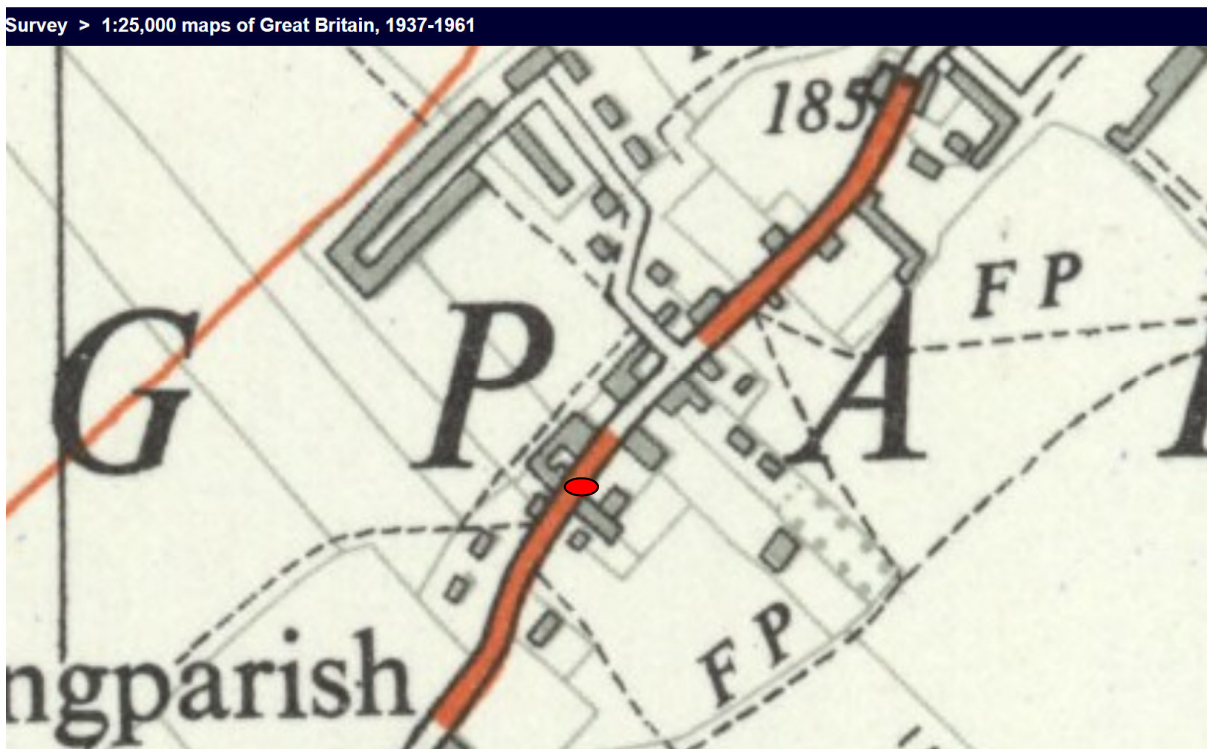 Survey > 1:25,000 maps of Great Britain, 1937-1961
185
F P
G P A
F P
ngparish